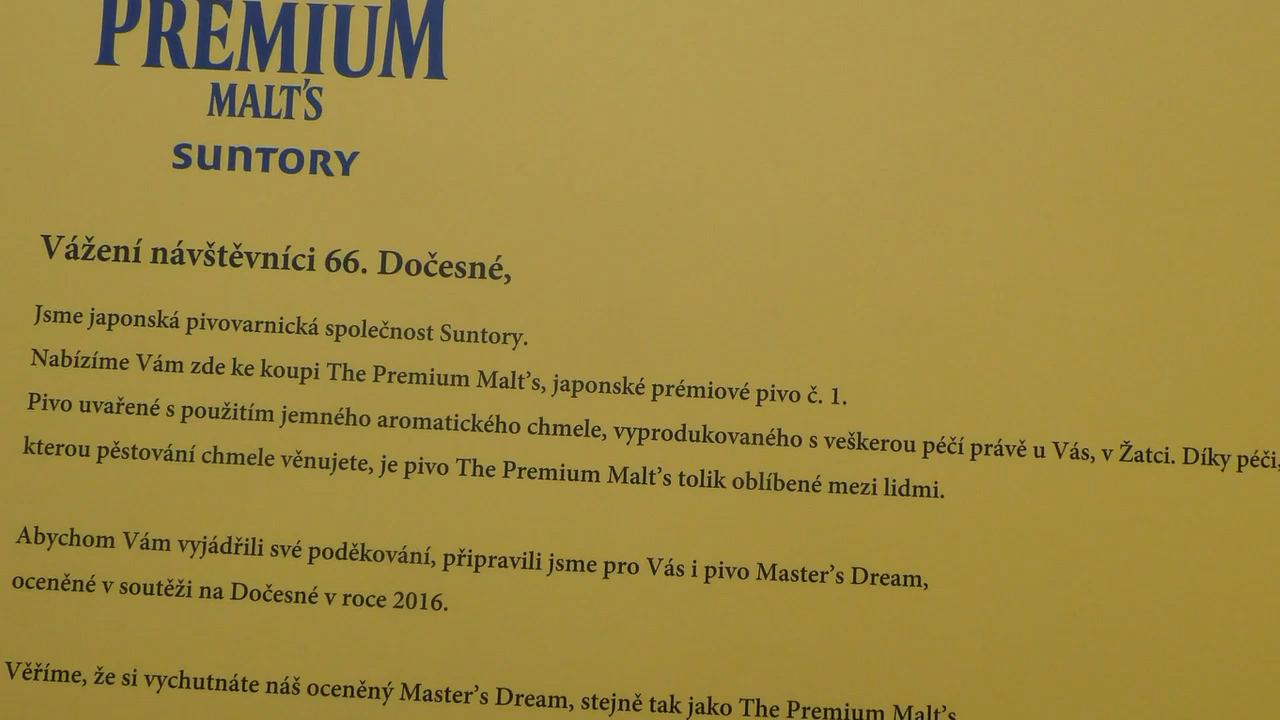 PREMIUM
MALT'S
SUNTORY
Vážení návštěvníci 66. Dočesné,
Jsme japonská pivovarnická společnost Suntory.
Nabízíme Vám zde ke koupi The Premium Malt's, japonské prémiové pivo č. 1.
Pivo uvařené s použitím jemného aromatického chmele, vyprodukovaného s veškerou péčí právě u Vás, v Žatci. Díky péči,
kterou pěstování chmele věnujete, je pivo The Premium Malt's tolik oblíbené mezi lidmi.
Abychom Vám vyjádřili své poděkování, připravili jsme pro Vás i pivo Master's Dream,
oceněné v soutěži na Dočesné v roce 2016.
Věříme, že si vychutnáte náš oceněný Master's Dream, stejně tak jako The Premium Malt's